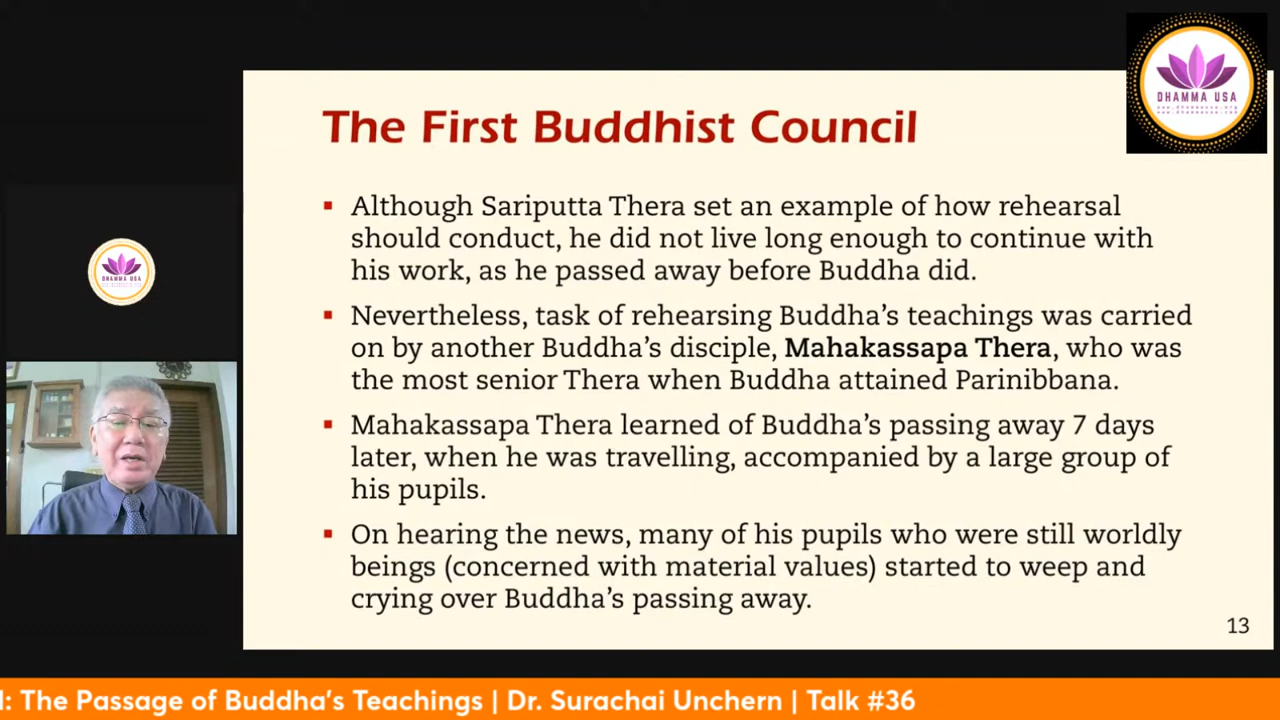 The First Buddhist Council
DHAMMA USA
▪ Although Sariputta Thera set an example of how rehearsal
should conduct, he did not live long enough to continue with
his work, as he passed away before Buddha did.
▪ Nevertheless, task of rehearsing Buddha's teachings was carried
on by another Buddha's disciple, Mahakassapa Thera, who was
the most senior Thera when Buddha attained Parinibbana.
▪ Mahakassapa Thera learned of Buddha's passing away 7 days
later, when he was travelling, accompanied by a large group of
his pupils.
▪ On hearing the news, many of his pupils who were still worldly
beings (concerned with material values) started to weep and
crying over Buddha's passing away.
13
DHAMMA USA
: The Passage of Buddha's Teachings | Dr. Surachai Unchern | Talk #36